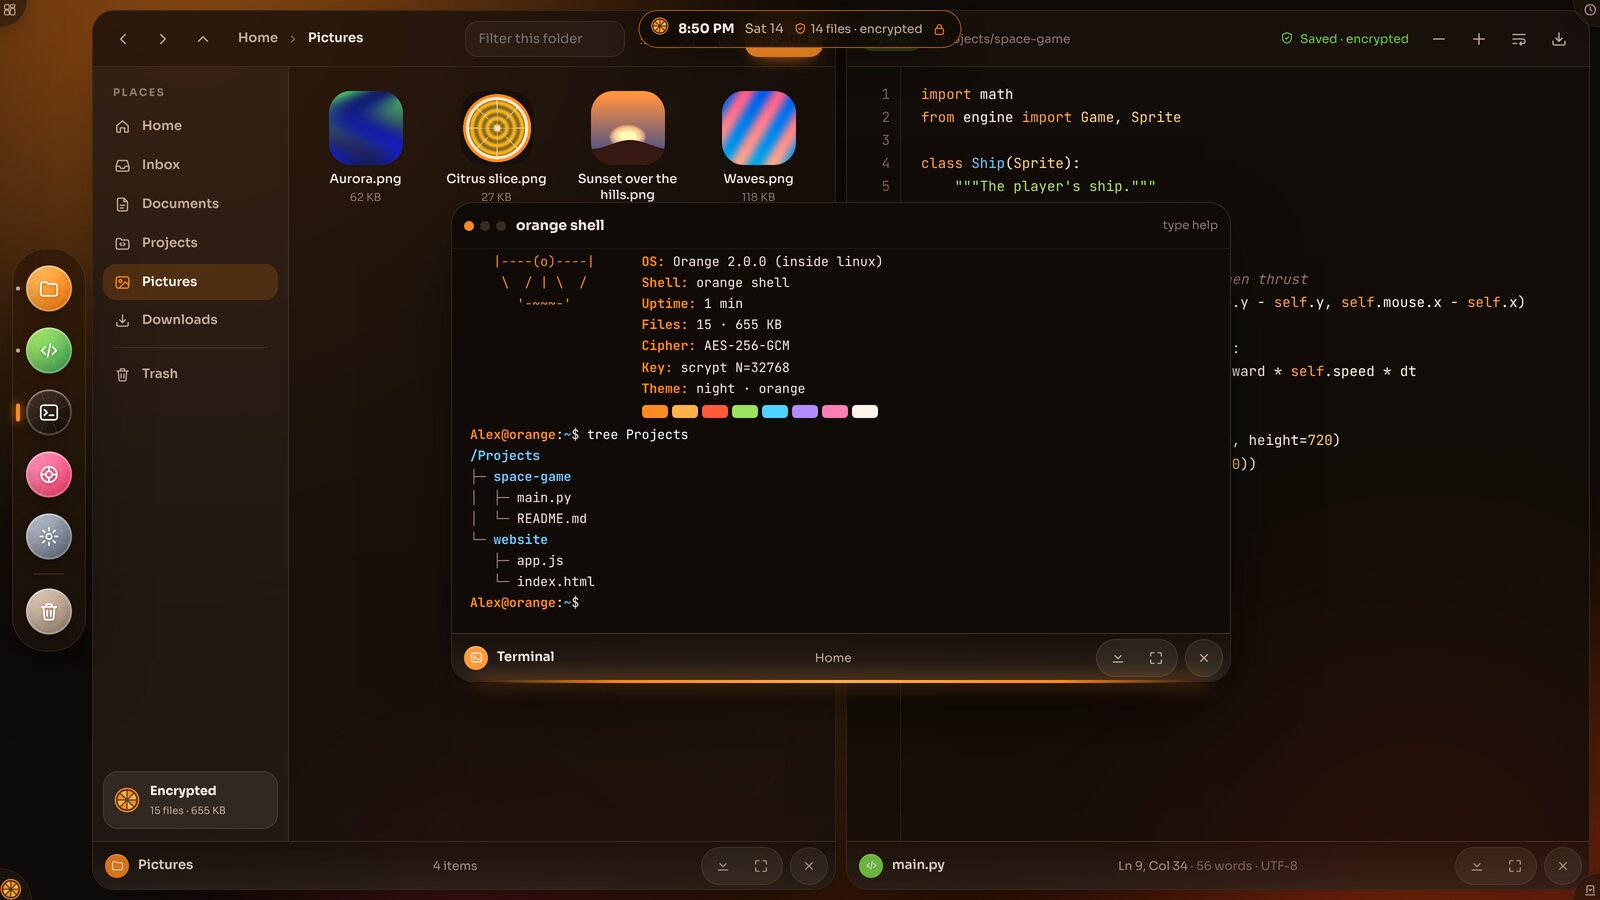 8:50 PM Sat 14 14 files · encrypted
Home > Pictures
Filter this folder
jects/space-game
Saved · encrypted
PLACES
Home
Inbox
Documents
Projects
Pictures
Downloads
Trash
Encrypted
15 files · 655 KB
Aurora.png
62 KB
Citrus slice.png
27 KB
Sunset over the
hills.png
Waves.png
118 KB
Pictures
4 items
1 import math
2 from engine import Game, Sprite
3
4 class Ship(Sprite):
5 """The player's ship."""
en thrust
.y - self.y, self.mouse.x - self.x)
:
ward * self.speed * dt
, height=720)
0))
main.py
Ln 9, Col 34 · 56 words · UTF-8
orange shell
type help
|----(o)----| OS: Orange 2.0.0 (inside linux)
\ / | \ / Shell: orange shell
'-~~~-' Uptime: 1 min
Files: 15 · 655 KB
Cipher: AES-256-GCM
Key: scrypt N=32768
Theme: night · orange
Alex@orange:~$ tree Projects
/Projects
├─ space-game
│ ├─ main.py
│ └─ README.md
└─ website
├─ app.js
└─ index.html
Alex@orange:~$
Terminal
Home